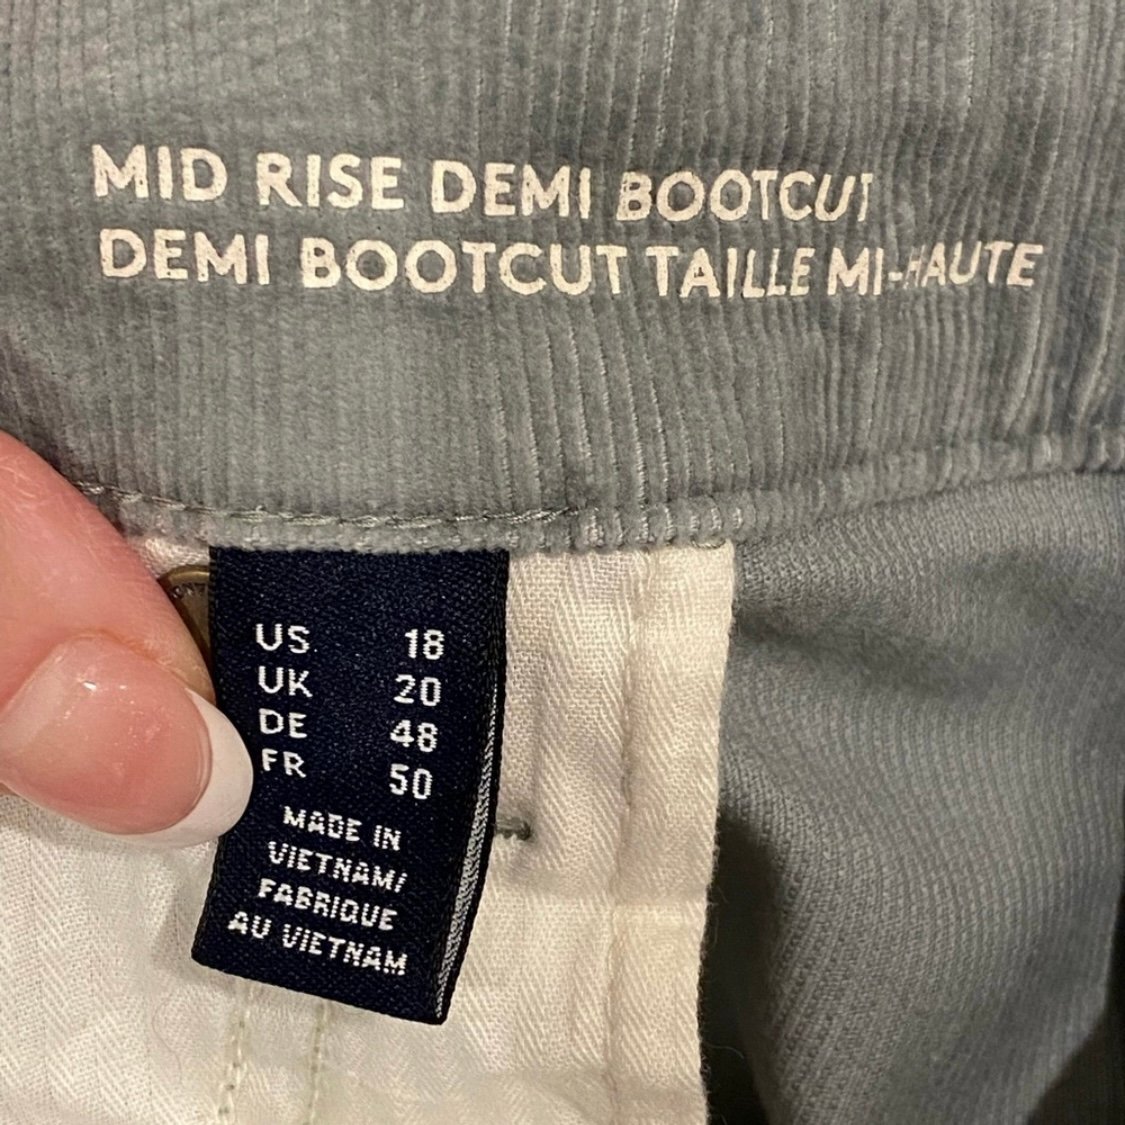 MID RISE DEMI BOOTCUT
DEMI BOOTCUT TAILLE MI-HAUTE
US 18
UK 20
DE 48
FR 50
MADE IN
VIETNAM/
FABRIQUE
AU VIETNAM